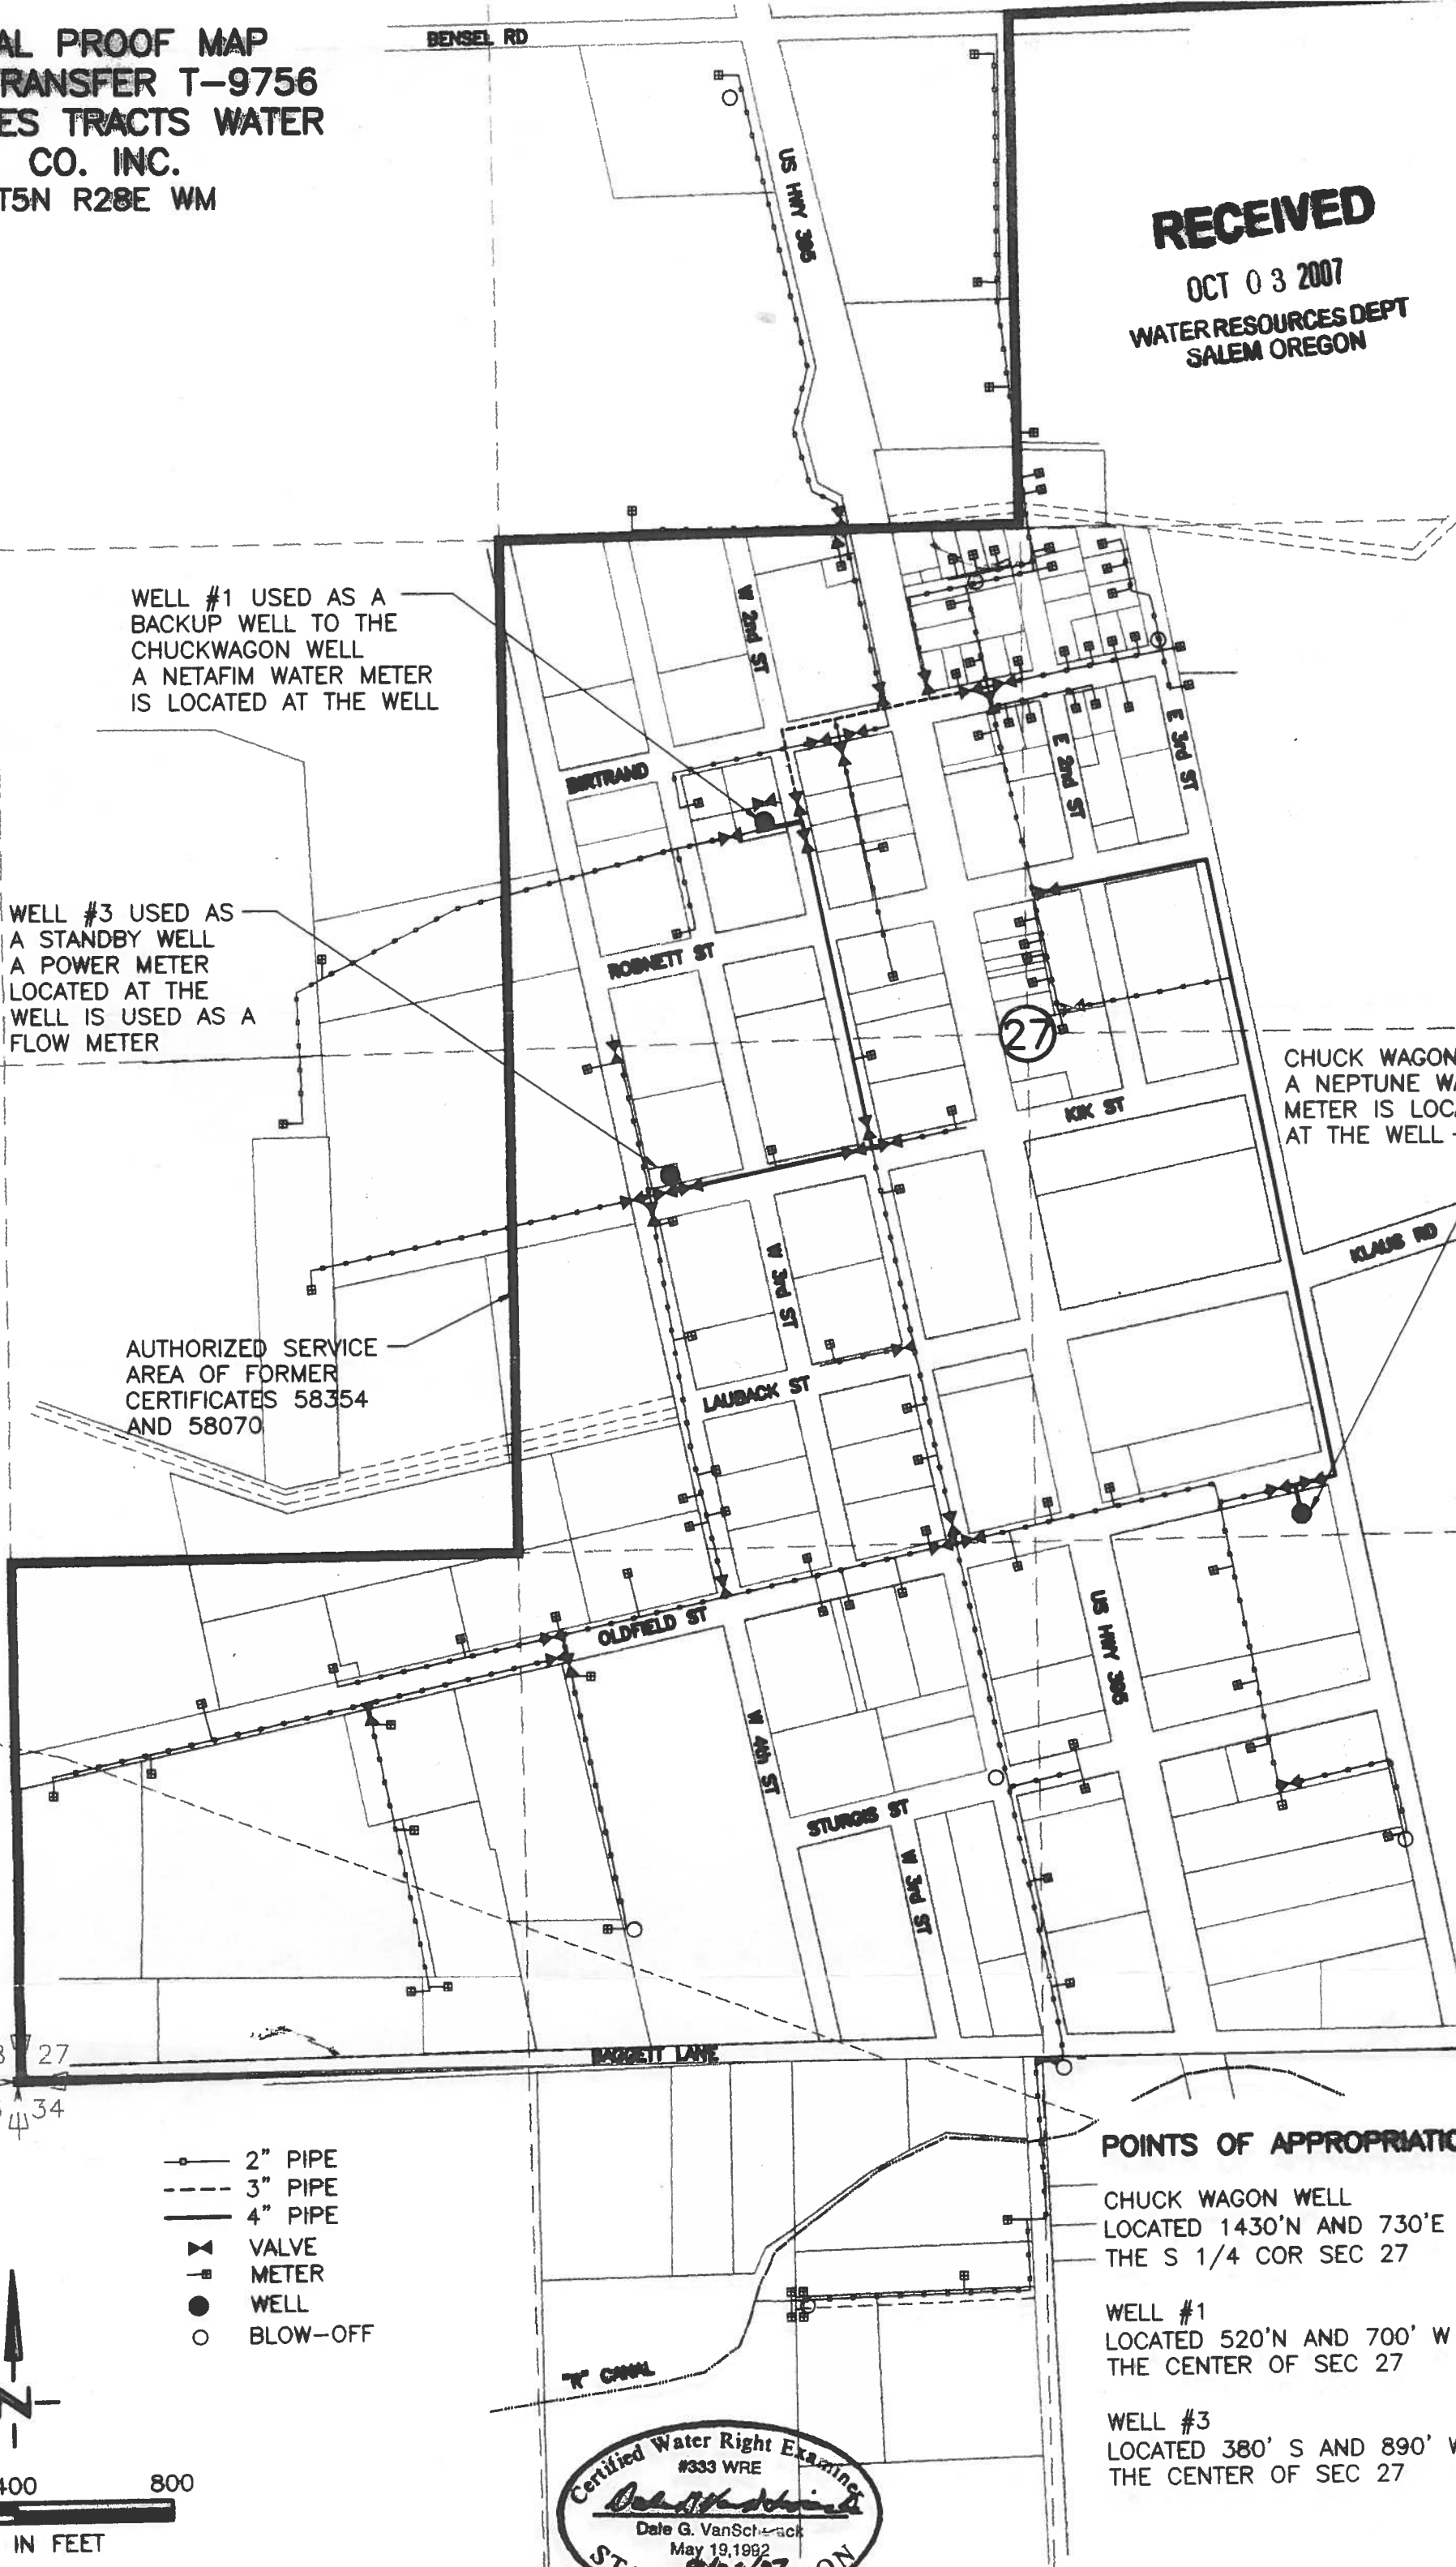 AL PROOF MAP
RANSFER T-9756
ES TRACTS WATER
CO. INC.
T5N R28E WM
BENSEL RD
US HWY 395
RECEIVED
OCT 03 2007
WATER RESOURCES DEPT
SALEM OREGON
WELL #1 USED AS A
BACKUP WELL TO THE
CHUCKWAGON WELL
A NETAFIM WATER METER
IS LOCATED AT THE WELL
W 2nd ST
E 2nd ST
E 3rd ST
BIRTRAND
WELL #3 USED AS
A STANDBY WELL
A POWER METER
LOCATED AT THE
WELL IS USED AS A
FLOW METER
ROBNETT ST
27
CHUCK WAGON
A NEPTUNE WA
METER IS LOC
AT THE WELL
KIK ST
KLAUS RD
W 3rd ST
AUTHORIZED SERVICE
AREA OF FORMER
CERTIFICATES 58354
AND 58070
LAUBACK ST
OLDFIELD ST
US HWY 395
W 4th ST
STURGIS ST
W 3rd ST
27
34
BAGGETT LANE
2" PIPE
3" PIPE
4" PIPE
VALVE
METER
WELL
BLOW-OFF
"R" CANAL
POINTS OF APPROPRIATIO
CHUCK WAGON WELL
LOCATED 1430'N AND 730'E
THE S 1/4 COR SEC 27
WELL #1
LOCATED 520'N AND 700' W
THE CENTER OF SEC 27
WELL #3
LOCATED 380' S AND 890' W
THE CENTER OF SEC 27
N
400 800
IN FEET
Certified Water Right Examiner
#333 WRE
May 19,1992